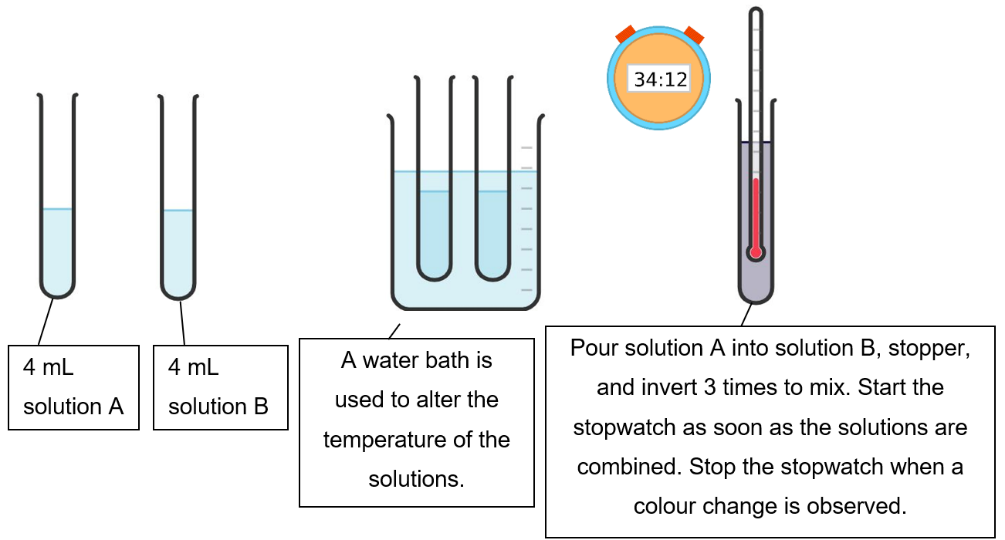 34:12
4 mL
solution A
4 mL
solution B
A water bath is
used to alter the
temperature of the
solutions.
Pour solution A into solution B, stopper,
and invert 3 times to mix. Start the
stopwatch as soon as the solutions are
combined. Stop the stopwatch when a
colour change is observed.